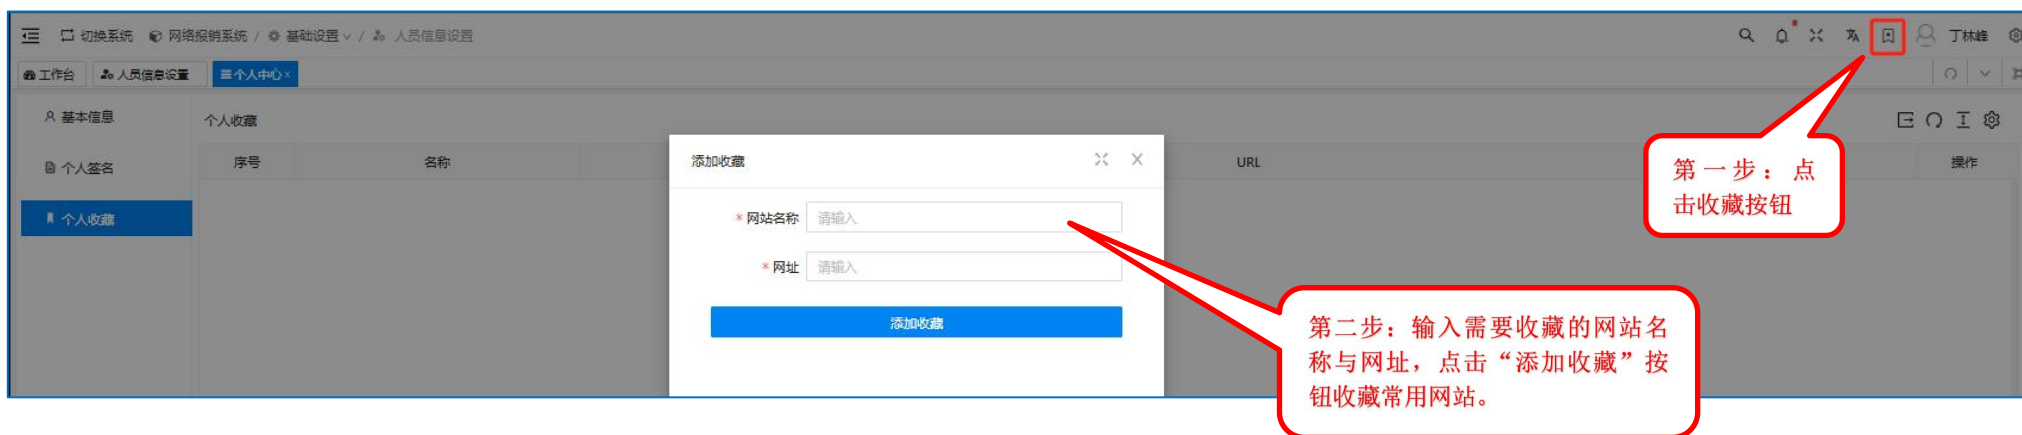 切换系统 网络报销系统 / 基础设置 / 人员信息设置 丁林峰
工作台 人员信息设置 个人中心 ×
基本信息
个人签名
个人收藏
个人收藏
序号 名称 URL 操作
添加收藏
* 网站名称 请输入
* 网址 请输入
添加收藏
第一步：点
击收藏按钮
第二步：输入需要收藏的网站名
称与网址，点击“添加收藏”按
钮收藏常用网站。